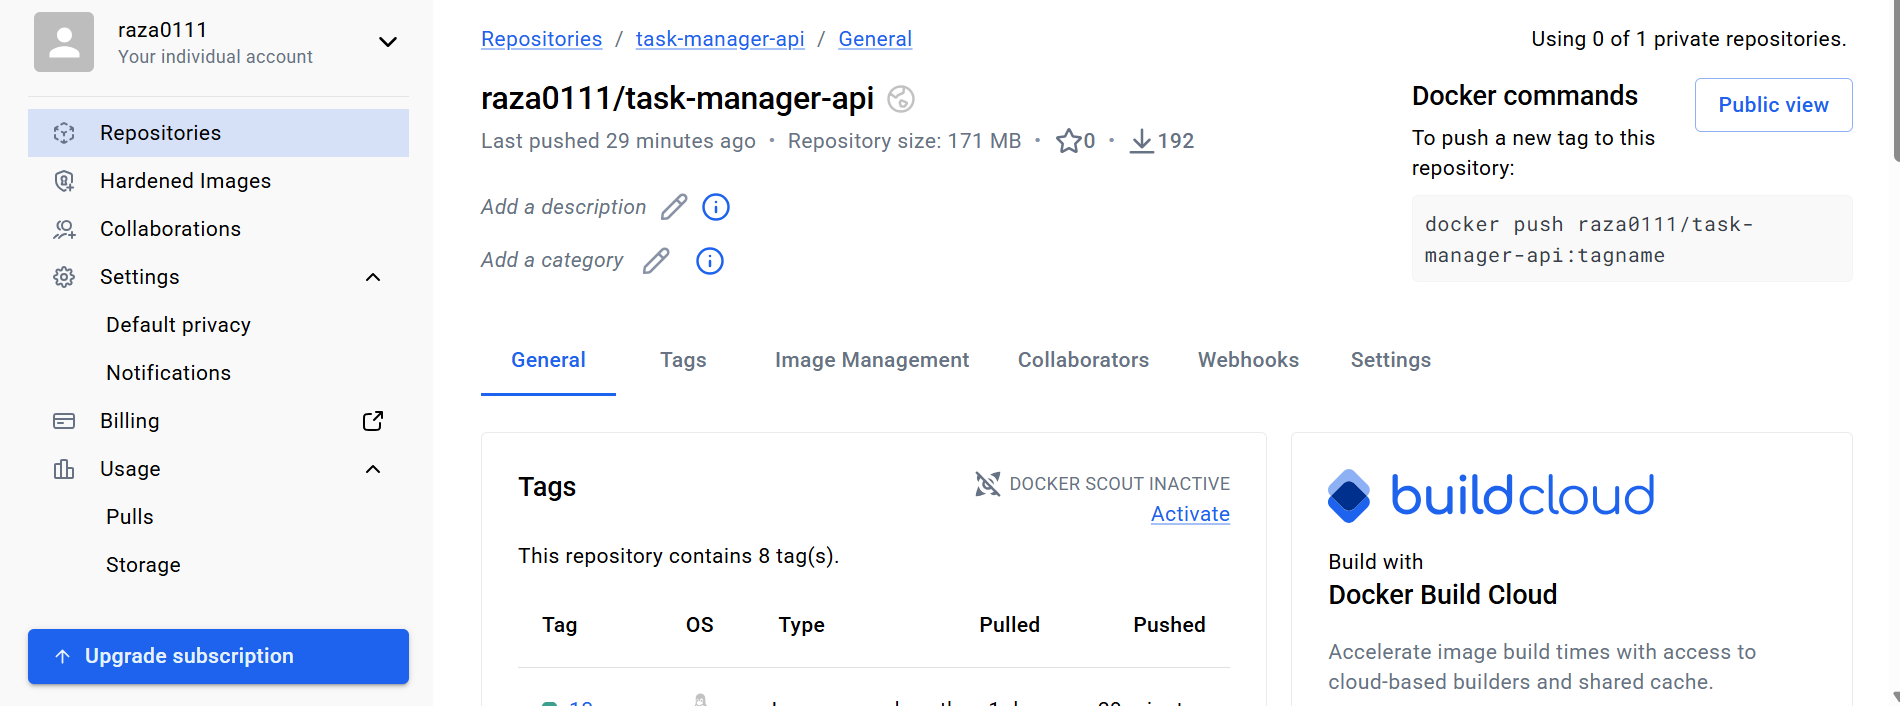 raza0111
Your individual account
Repositories
Hardened Images
Collaborations
Settings
Default privacy
Notifications
Billing
Usage
Pulls
Storage
Upgrade subscription
Repositories / task-manager-api / General
Using 0 of 1 private repositories.
raza0111/task-manager-api
Last pushed 29 minutes ago • Repository size: 171 MB • 0 • 192
Add a description
Add a category
Docker commands
Public view
To push a new tag to this
repository:
docker push raza0111/task-
manager-api:tagname
General Tags Image Management Collaborators Webhooks Settings
Tags
DOCKER SCOUT INACTIVE
Activate
This repository contains 8 tag(s).
Tag OS Type Pulled Pushed
buildcloud
Build with
Docker Build Cloud
Accelerate image build times with access to
cloud-based builders and shared cache.